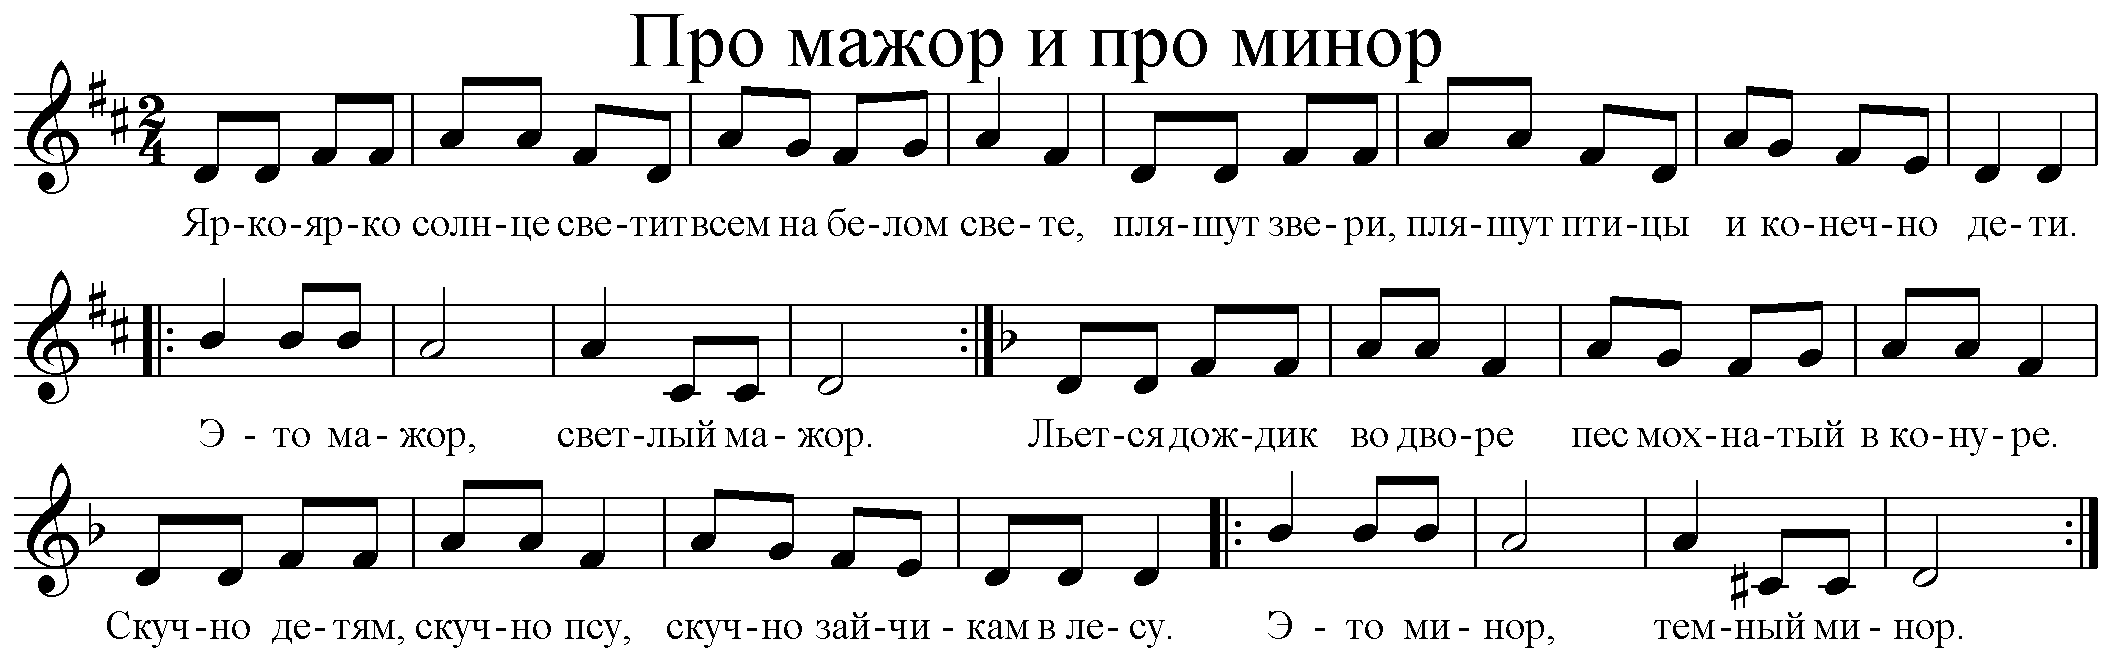 Про мажор и про минор
2
4
Яр-ко-яр-ко солн-це све-тит всем на бе-лом све-те, пля-шут зве-ри, пля-шут пти-цы и ко-неч-но де-ти.
Э - то ма- жор, свет-лый ма- жор. Льет-ся дож-дик во дво-ре пес мох-на-тый в ко-ну-ре.
Скуч-но де-тям, скуч-но псу, скуч-но зай-чи - кам в ле-су. Э - то ми- нор, тем-ный ми- нор.